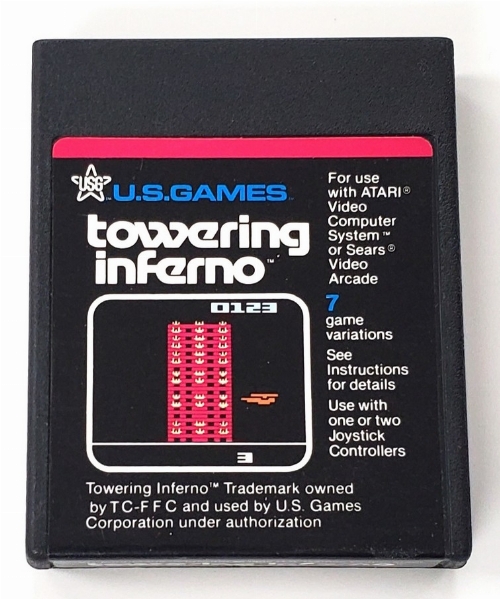 USG U.S.GAMES™
towering
inferno™
For use
with ATARI®
Video
Computer
System™
or Sears®
Video
Arcade
7
game
variations
See
Instructions
for details
Use with
one or two
Joystick
Controllers
0123
3
Towering Inferno™ Trademark owned
by TC-FFC and used by U.S. Games
Corporation under authorization